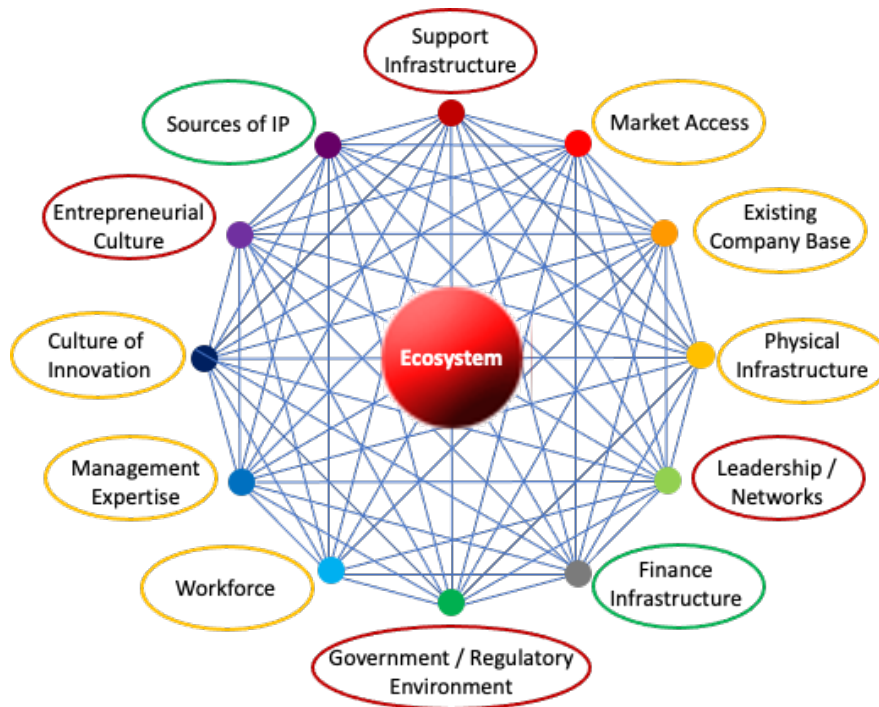 Support
Infrastructure
Sources of IP
Market Access
Entrepreneurial
Culture
Existing
Company Base
Culture of
Innovation
Ecosystem
Physical
Infrastructure
Management
Expertise
Leadership /
Networks
Workforce
Finance
Infrastructure
Government / Regulatory
Environment